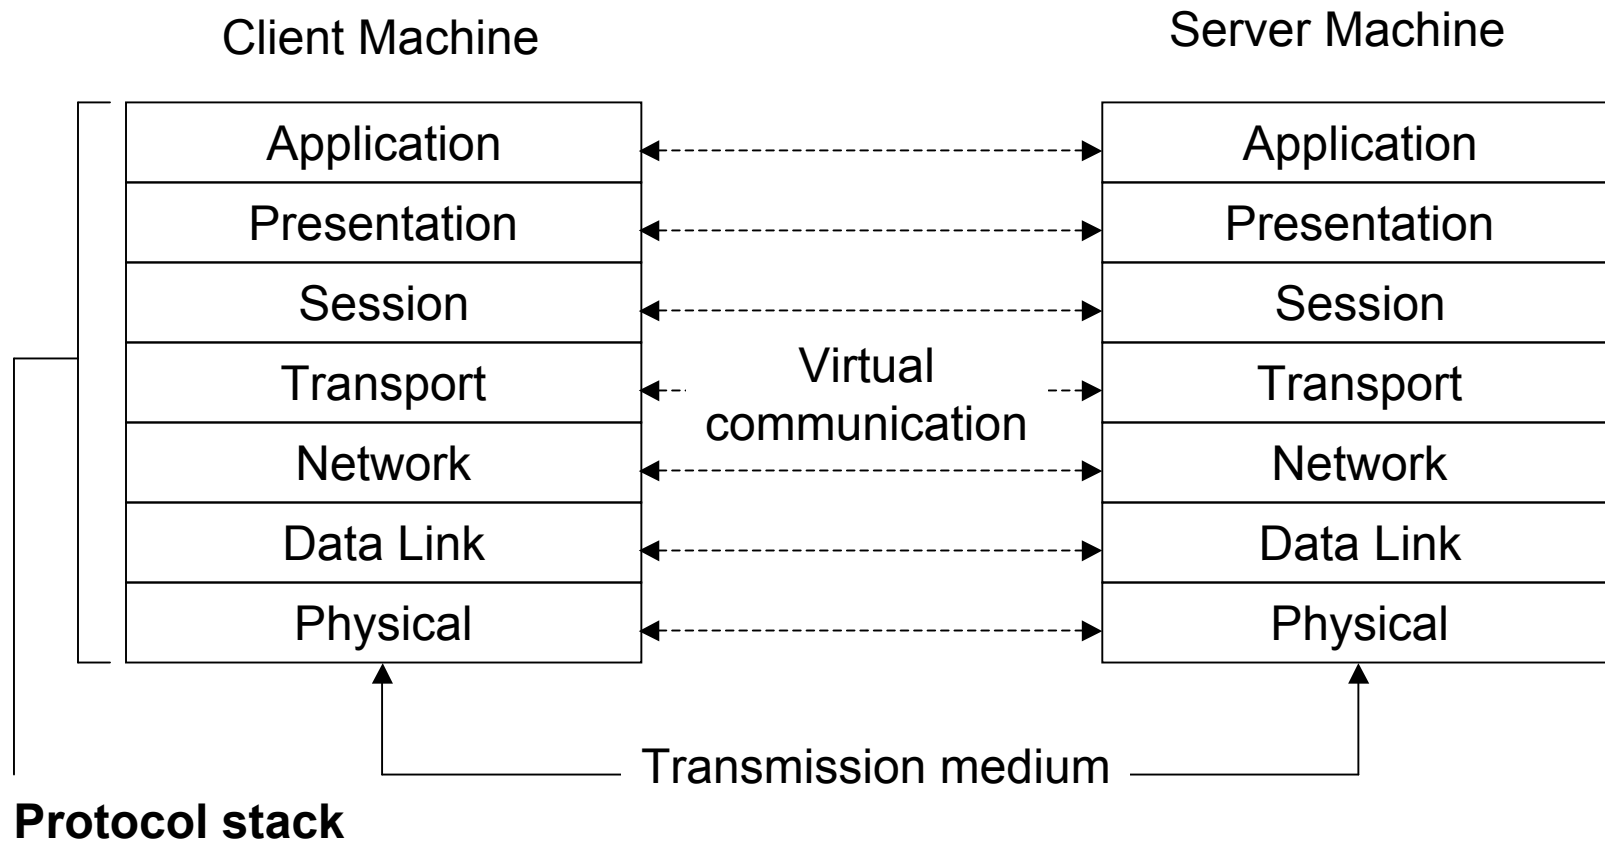 Client Machine
Server Machine
Application
Application
Presentation
Presentation
Session
Session
Virtual
communication
Transport
Transport
Network
Network
Data Link
Data Link
Physical
Physical
Transmission medium
Protocol stack